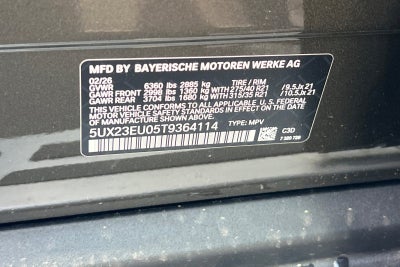 MFD BY BAYERISCHE MOTOREN WERKE AG
02/26
GVWR 6360 lbs 2885 kg TIRE / RIM
GAWR FRONT 2998 lbs 1360 kg WITH 275/40 R21 / 9.5Jx 21
GAWR REAR 3704 lbs 1680 kg WITH 315/35 R21 / 10.5Jx 21
THIS VEHICLE CONFORMS TO ALL APPLICABLE FEDERAL
MOTOR VEHICLE SAFETY STANDARDS IN EFFECT ON THE
DATE OF MANUFACTURE SHOWN ABOVE.
5UX23EU05T9364114 TYPE: MPV C3D